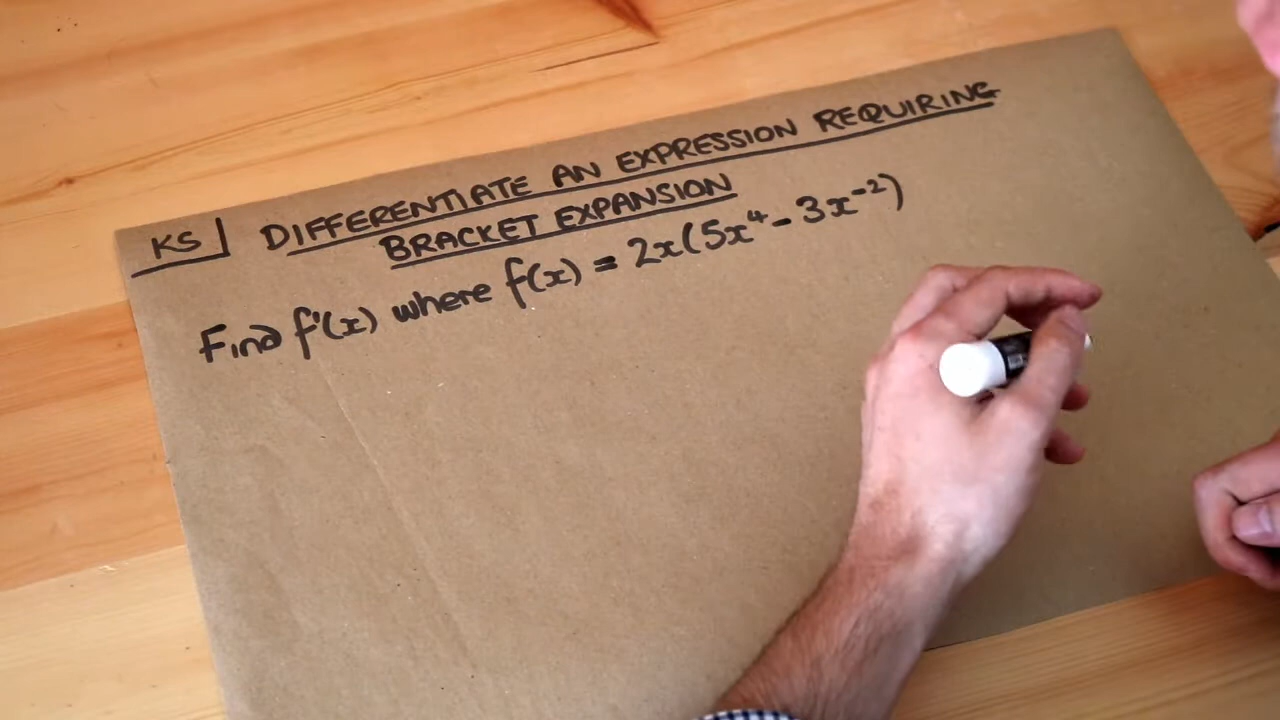 KS DIFFERENTIATE AN EXPRESSION REQUIRING
BRACKET EXPANSION
Find f'(x) where f(x) = 2x(5x⁴ - 3x⁻²)